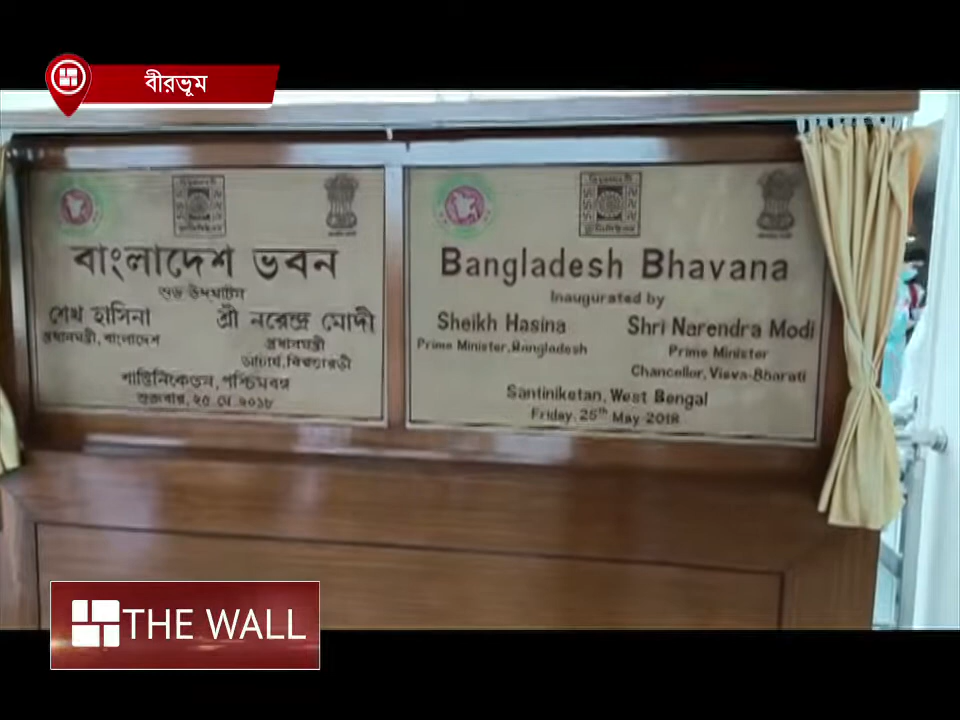 বীরভূম
বাংলাদেশ ভবন
শুভ উদঘাটন
শেখ হাসিনা
প্রধানমন্ত্রী, বাংলাদেশ
শ্রী নরেন্দ্র মোদী
প্রধানমন্ত্রী
আচার্য, বিশ্বভারতী
শান্তিনিকেতন, পশ্চিমবঙ্গ
শুক্রবার, ২৫ মে ২০১৮
Bangladesh Bhavana
Inaugurated by
Sheikh Hasina
Prime Minister, Bangladesh
Shri Narendra Modi
Prime Minister
Chancellor, Visva-Bharati
Santiniketan, West Bengal
Friday, 25th May 2018
THE WALL